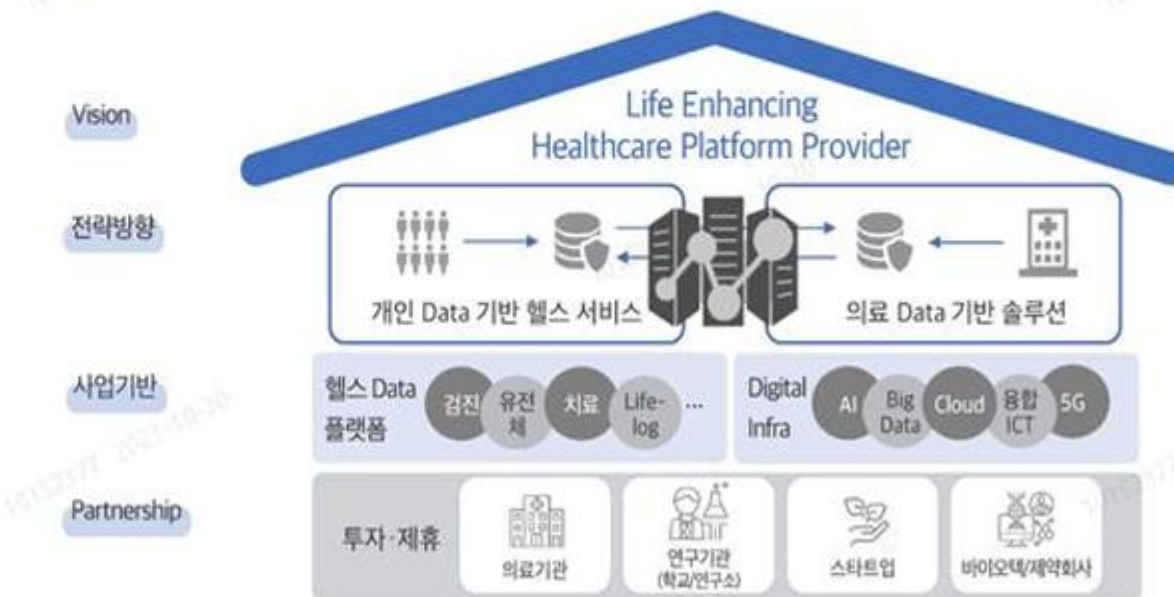 Vision
Life Enhancing
Healthcare Platform Provider
전략방향
개인 Data 기반 헬스 서비스
의료 Data 기반 솔루션
사업기반
헬스 Data
플랫폼
검진
유전
체
치료
Life-
log
...
Digital
Infra
AI
Big
Data
Cloud
융합
ICT
5G
Partnership
투자·제휴
의료기관
연구기관
(학교/연구소)
스타트업
바이오텍/제약회사
10152377 2021-10-20